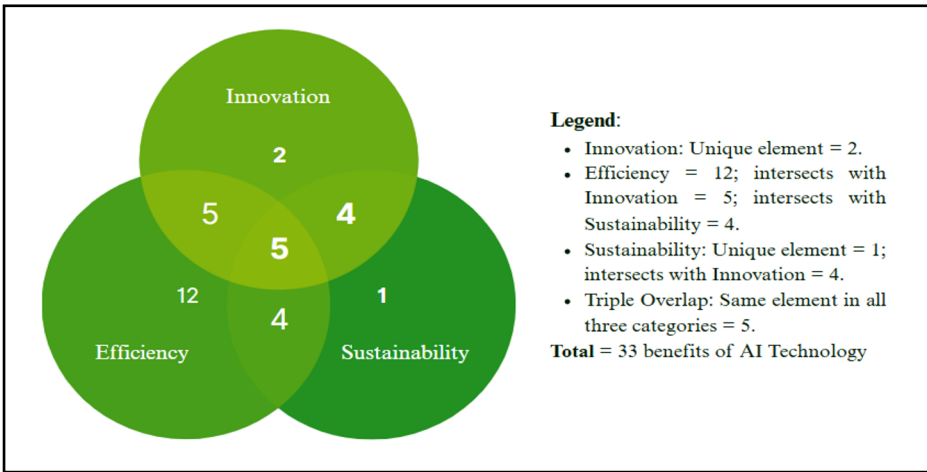 Innovation
2
5
4
5
12
1
4
Efficiency
Sustainability
Legend:
• Innovation: Unique element = 2.
• Efficiency = 12; intersects with
Innovation = 5; intersects with
Sustainability = 4.
• Sustainability: Unique element = 1;
intersects with Innovation = 4.
• Triple Overlap: Same element in all
three categories = 5.
Total = 33 benefits of AI Technology